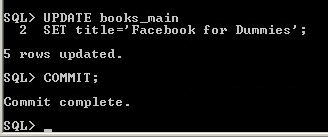 SQL> UPDATE books_main
2 SET title='Facebook for Dummies';
5 rows updated.
SQL> COMMIT;
Commit complete.
SQL> _